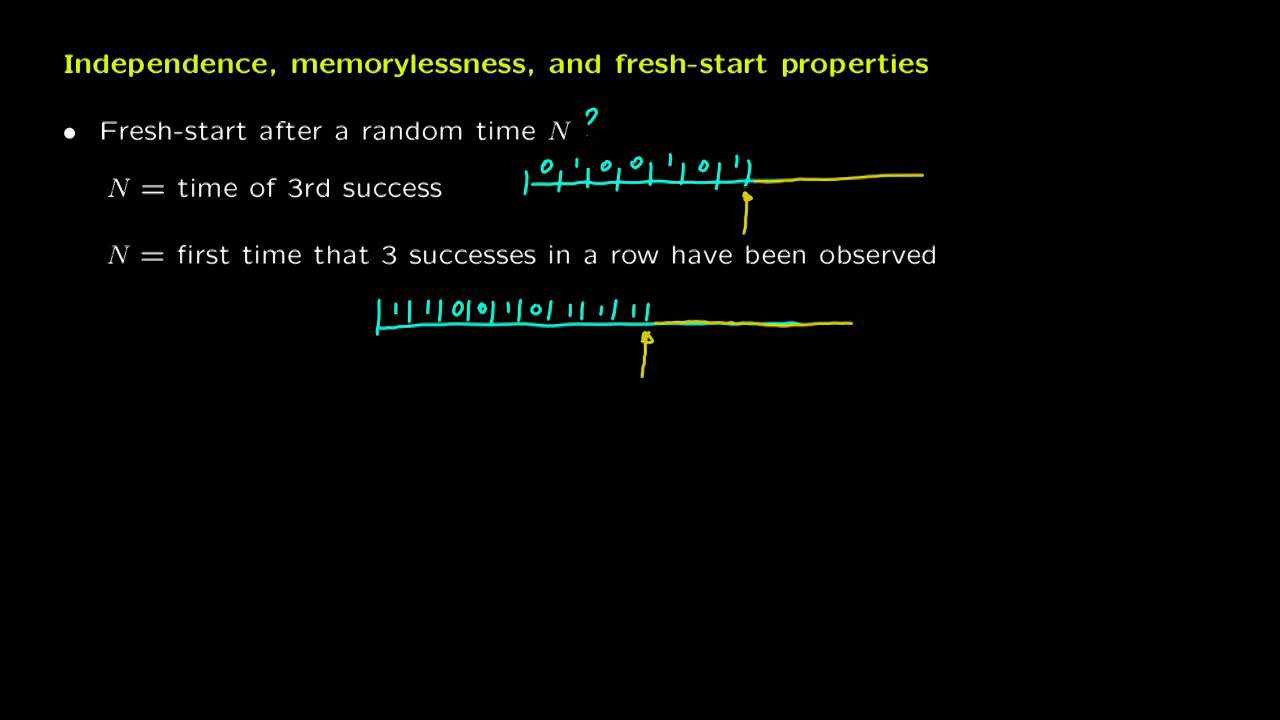 Independence, memorylessness, and fresh-start properties
• Fresh-start after a random time N ?
0 1 0 0 1 0 1
N = time of 3rd success
N = first time that 3 successes in a row have been observed
1 1 0 0 1 0 1 1 1